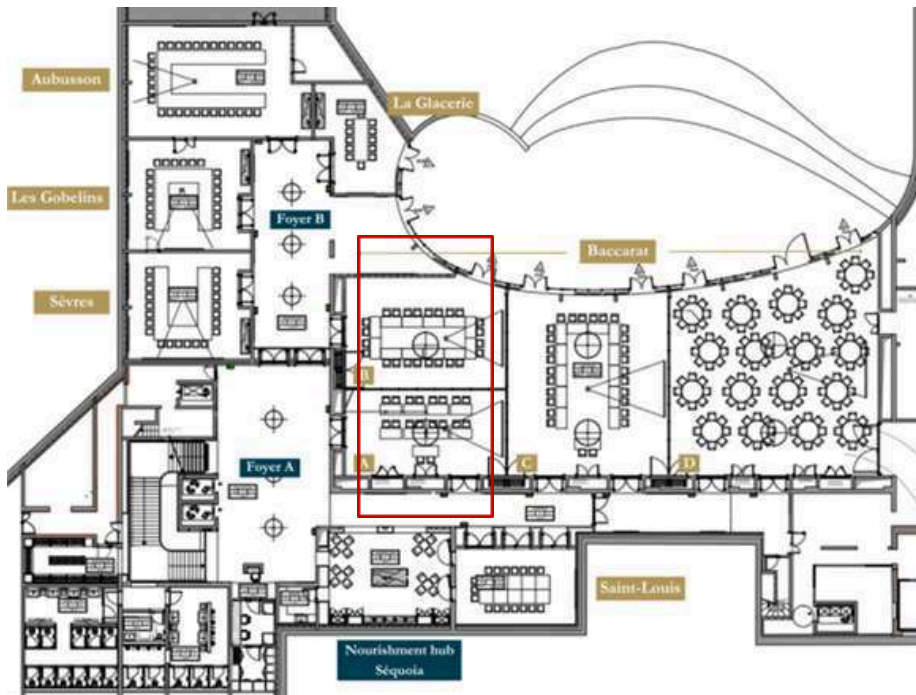 Aubusson
La Glacerie
Les Gobelins
Foyer B
Baccarat
Sèvres
B
A
C
D
Foyer A
Saint-Louis
Nourishment hub
Séquoia